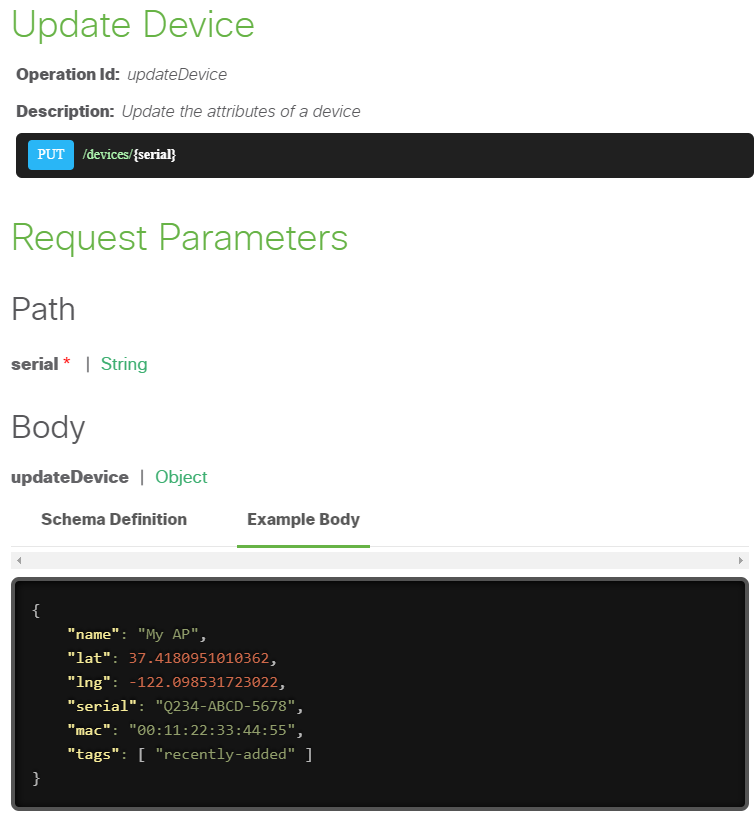 Update Device
Operation Id: updateDevice
Description: Update the attributes of a device
PUT /devices/{serial}
Request Parameters
Path
serial * | String
Body
updateDevice | Object
Schema Definition Example Body
{
    "name": "My AP",
    "lat": 37.4180951010362,
    "lng": -122.098531723022,
    "serial": "Q234-ABCD-5678",
    "mac": "00:11:22:33:44:55",
    "tags": [ "recently-added" ]
}